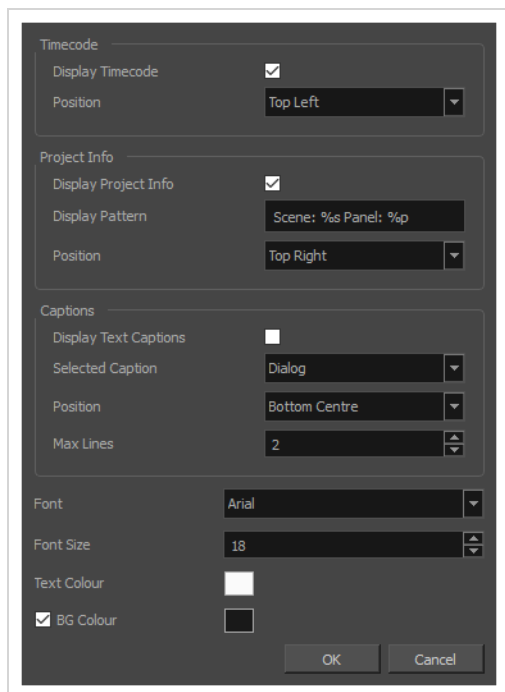 Timecode
Display Timecode
Position Top Left
Project Info
Display Project Info
Display Pattern Scene: %s Panel: %p
Position Top Right
Captions
Display Text Captions
Selected Caption Dialog
Position Bottom Centre
Max Lines 2
Font Arial
Font Size 18
Text Colour
BG Colour
OK Cancel